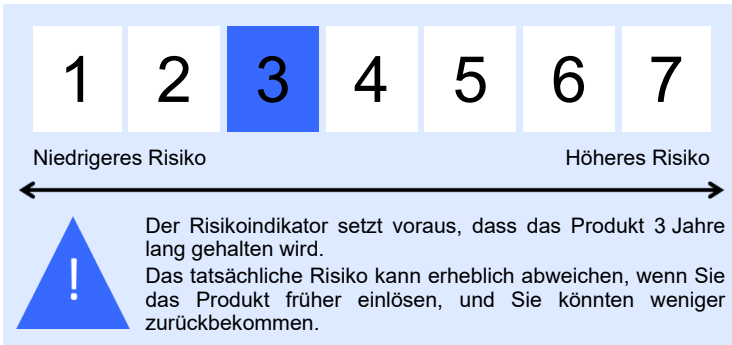 1 2 3 4 5 6 7
Niedrigeres Risiko Höheres Risiko
Der Risikoindikator setzt voraus, dass das Produkt 3 Jahre
lang gehalten wird.
Das tatsächliche Risiko kann erheblich abweichen, wenn Sie
das Produkt früher einlösen, und Sie könnten weniger
zurückbekommen.
!